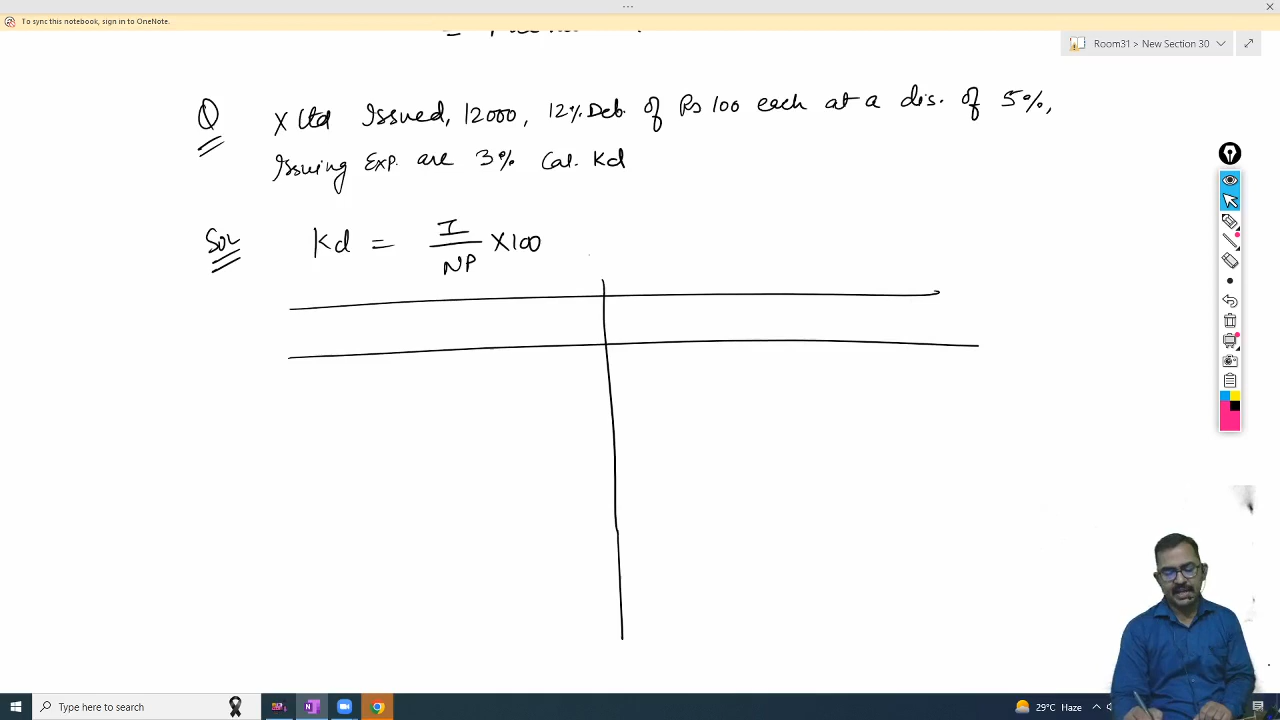 To sync this notebook, sign in to OneNote.
Room31 > New Section 30
Q X Ltd Issued, 12000, 12% Deb. of Rs 100 each at a dis. of 5%,
Issuing Exp. are 3% Cal. Kd
Sol Kd = I/NP X100
Type here to search
29°C Haze